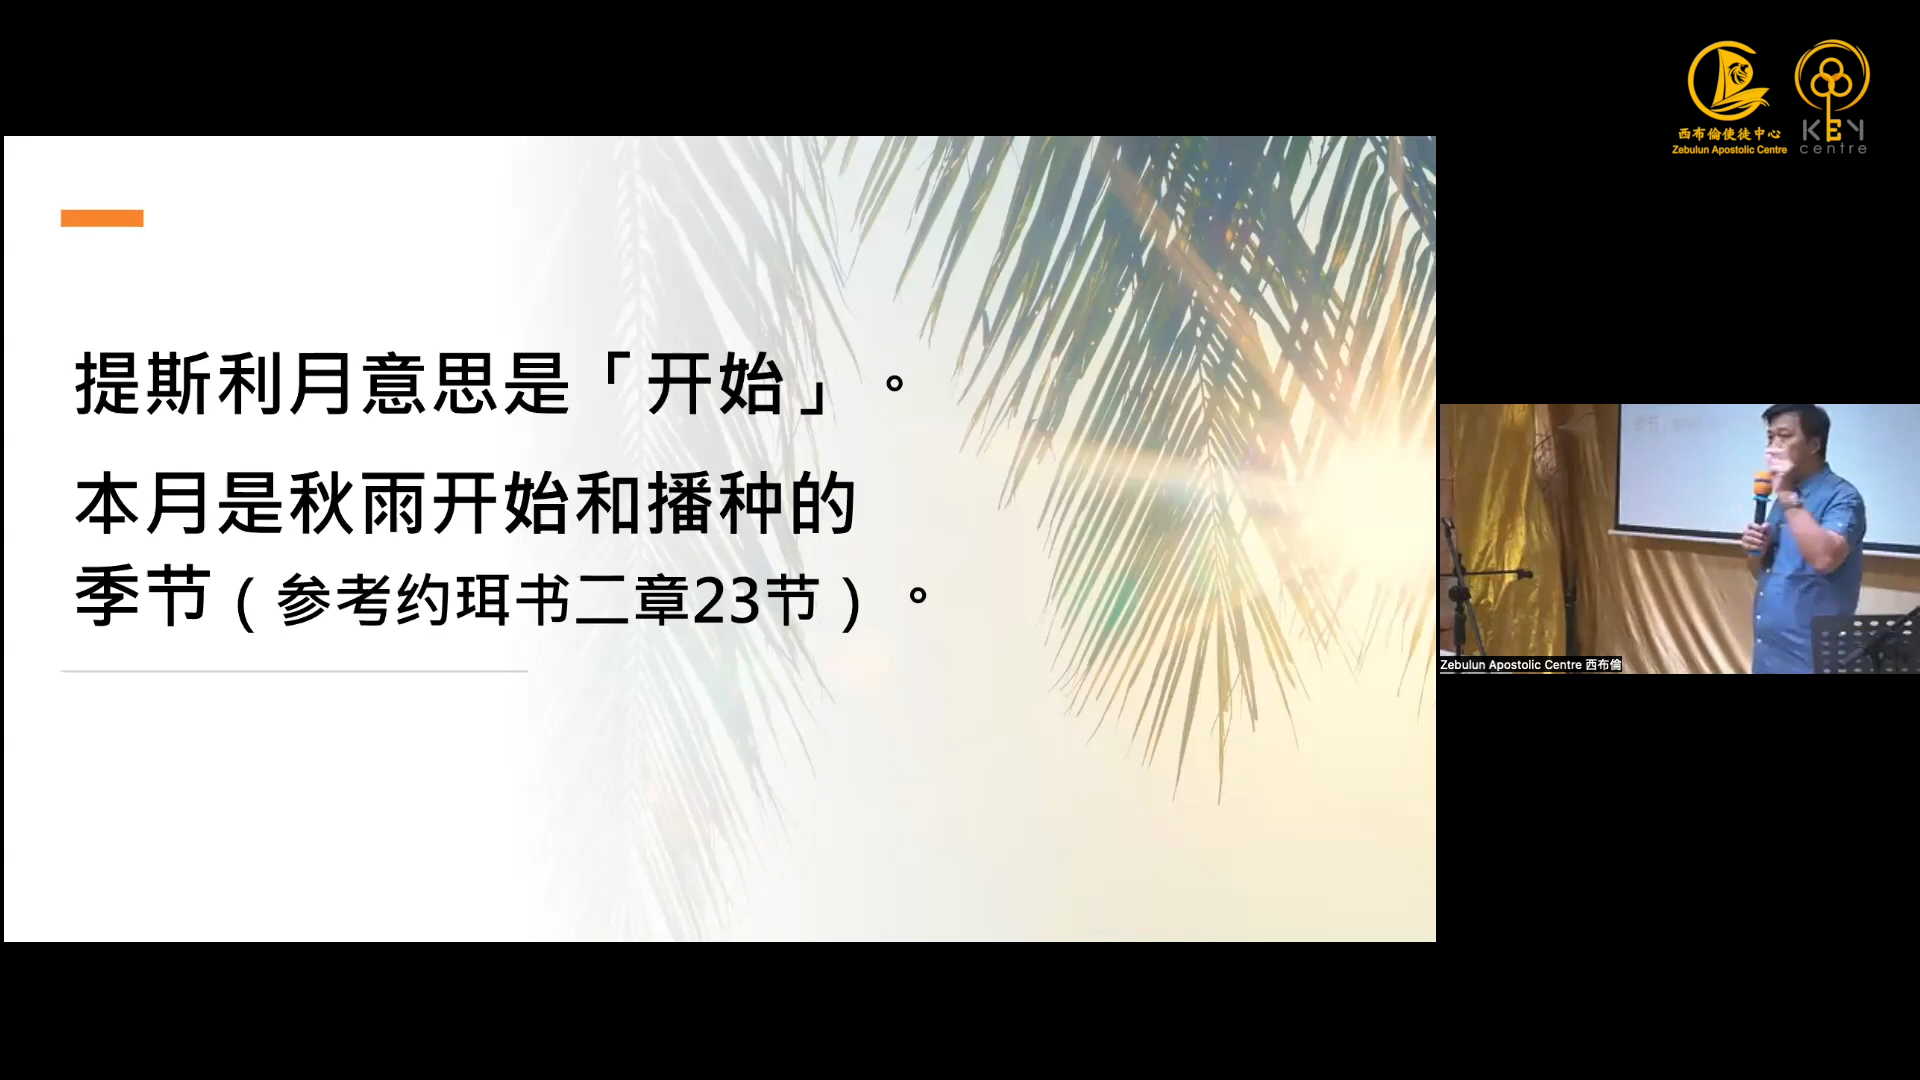 西布倫使徒中心
Zebulun Apostolic Centre
KEY
centre
提斯利月意思是「开始」。
本月是秋雨开始和播种的
季节（参考约珥书二章23节）。
Zebulun Apostolic Centre 西布倫